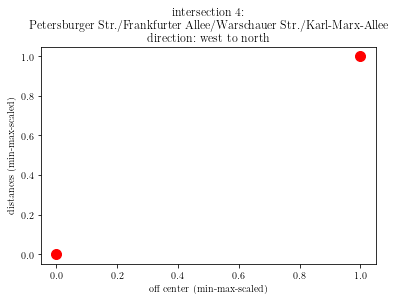 intersection 4:
Petersburger Str./Frankfurter Allee/Warschauer Str./Karl-Marx-Allee
direction: west to north
distances (min-max-scaled)
1.0
0.8
0.6
0.4
0.2
0.0
0.0 0.2 0.4 0.6 0.8 1.0
off center (min-max-scaled)